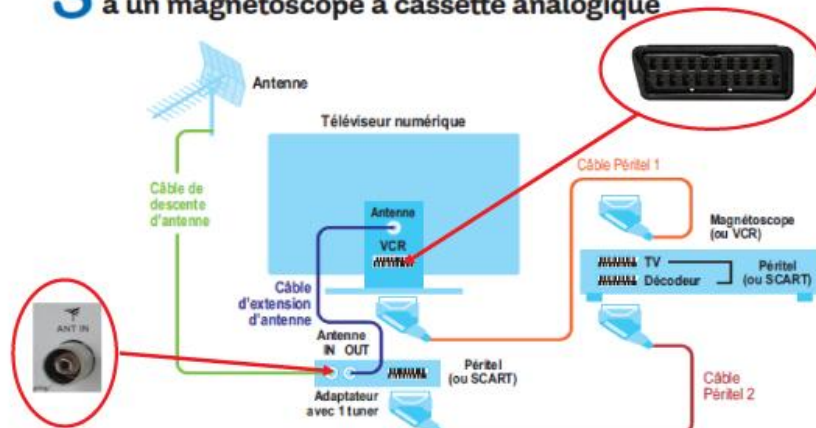 3 à un magnétoscope à cassette analogique
Antenne
Téléviseur numérique
Câble Péritel 1
Câble de
descente
d'antenne
Antenne
VCR
Magnétoscope
(ou VCR)
TV
Décodeur
Péritel
(ou SCART)
Câble
d'extension
d'antenne
ANT IN
Antenne
IN OUT
Péritel
(ou SCART)
Adaptateur
avec 1 tuner
Câble
Péritel 2